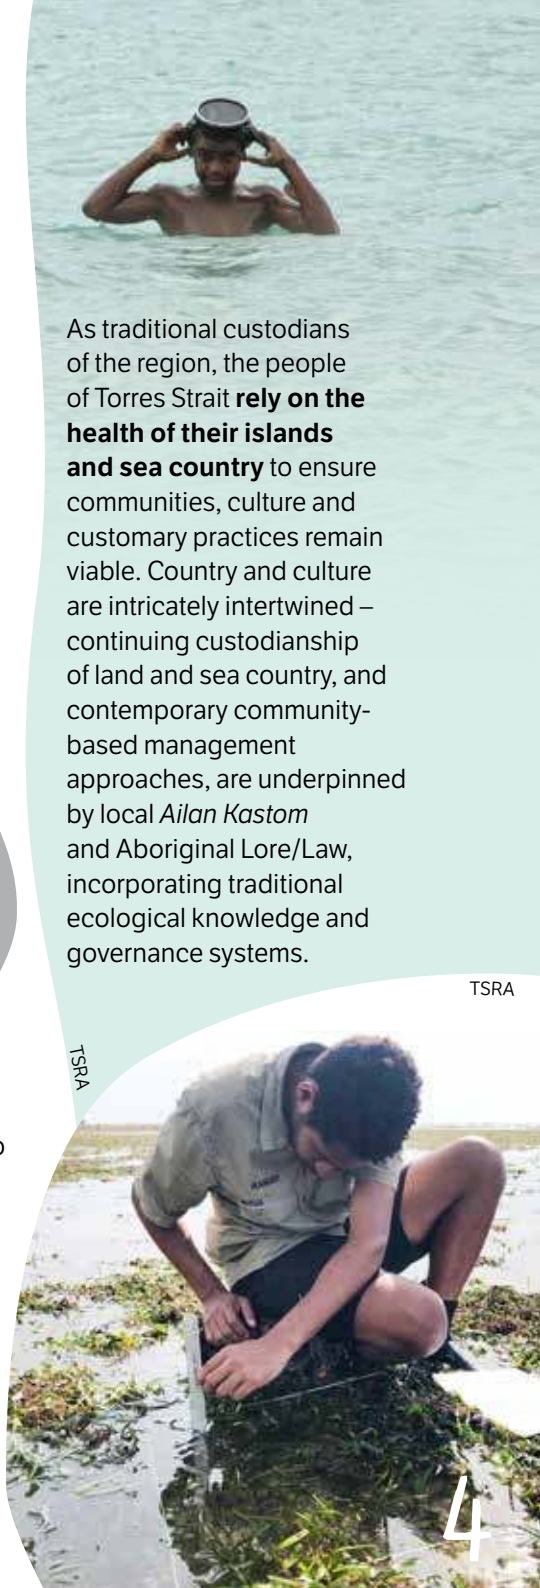 As traditional custodians
of the region, the people
of Torres Strait rely on the
health of their islands
and sea country to ensure
communities, culture and
customary practices remain
viable. Country and culture
are intricately intertwined –
continuing custodianship
of land and sea country, and
contemporary community-
based management
approaches, are underpinned
by local Ailan Kastom
and Aboriginal Lore/Law,
incorporating traditional
ecological knowledge and
governance systems.
TSRA
TSRA
RANGER
4